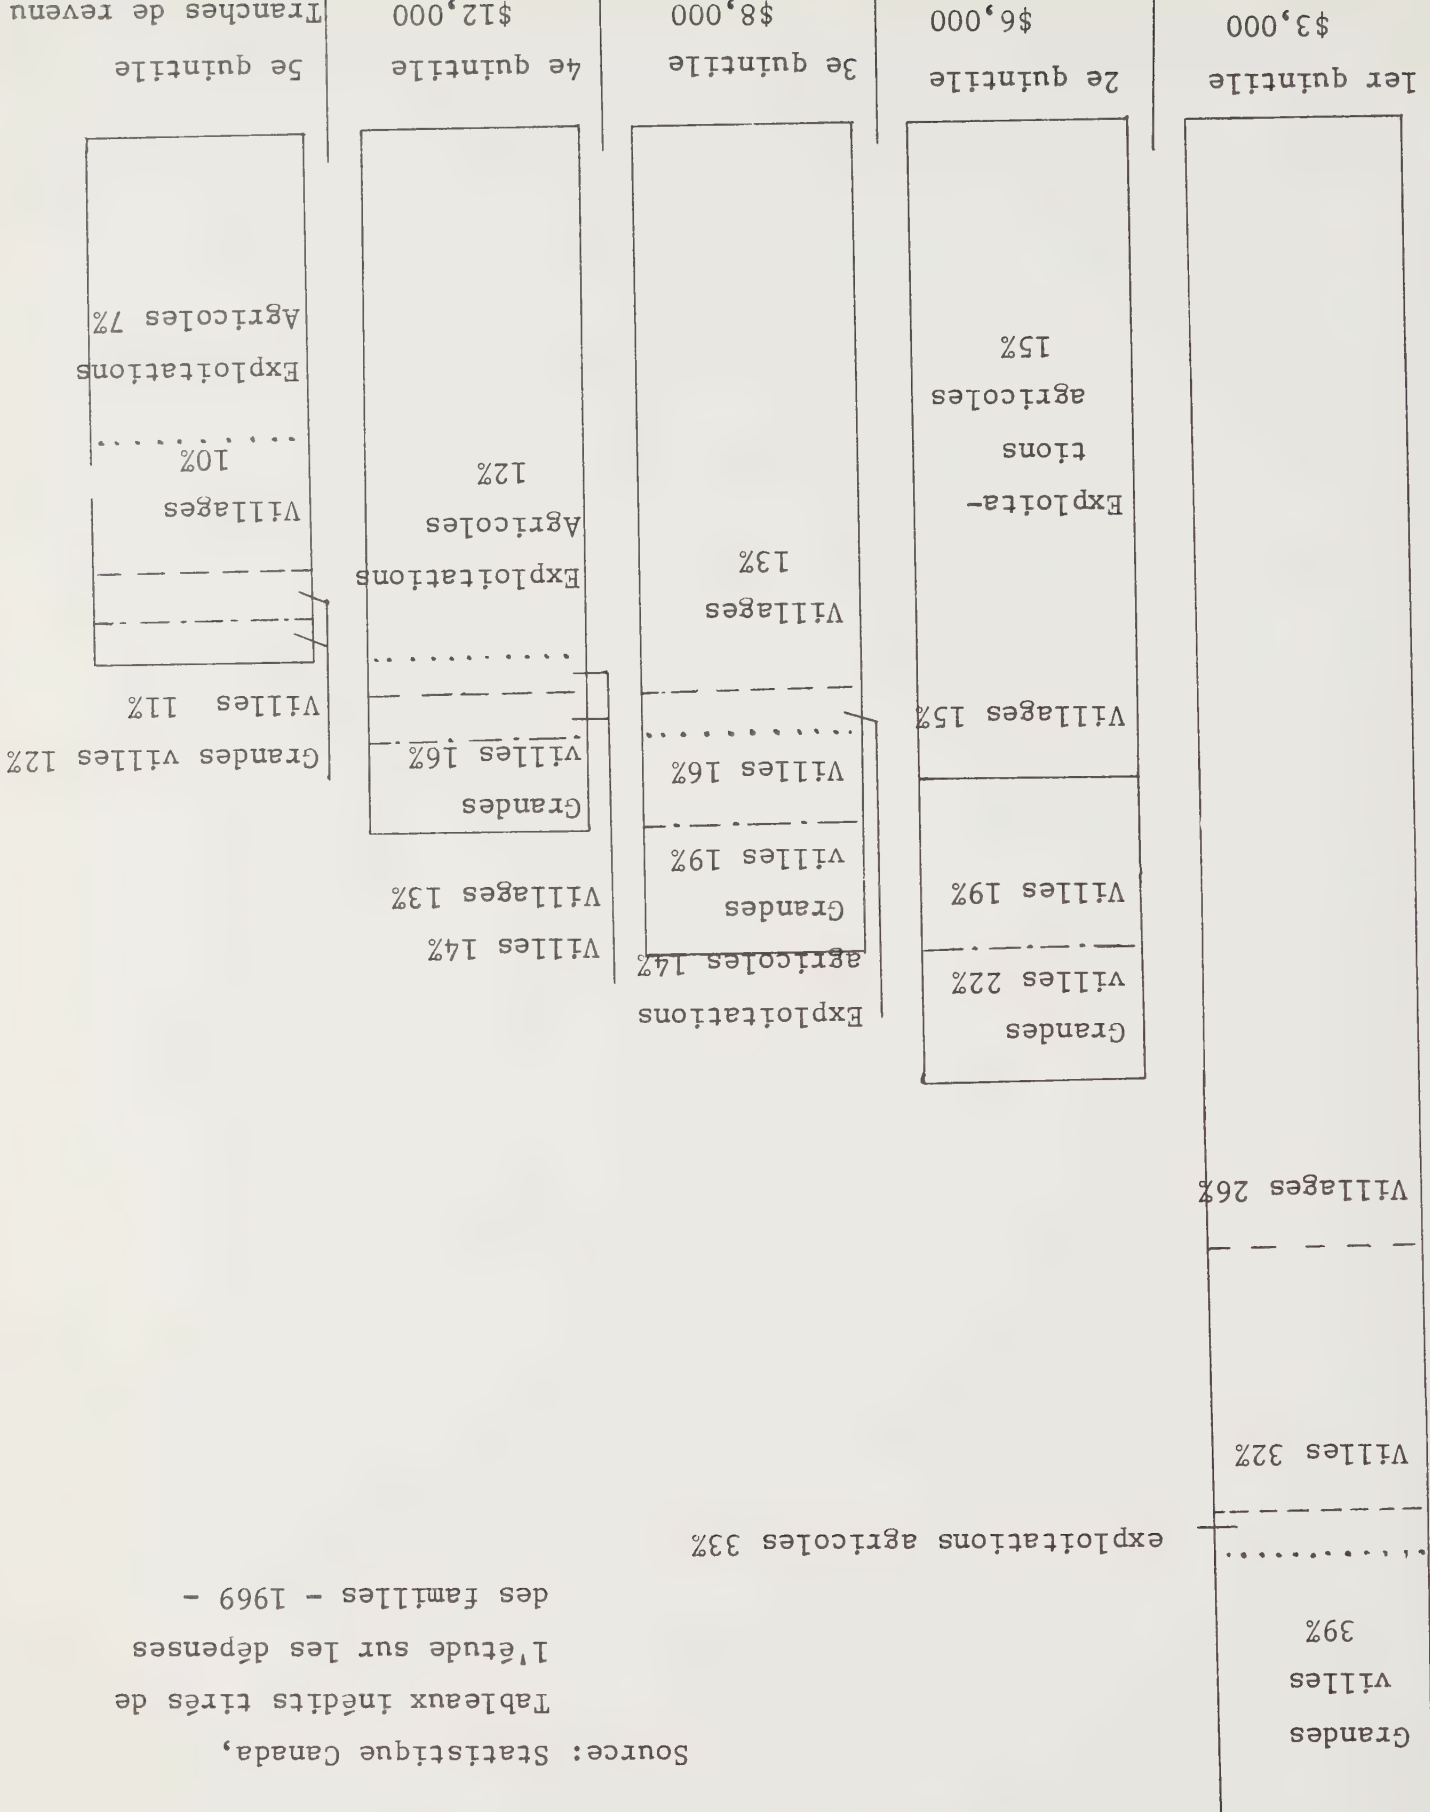 Source: Statistique Canada,
Tableaux inédits tirés de
l'étude sur les dépenses
des familles - 1969 -
Grandes
villes
39%
exploitations agricoles 33%
Villes 32%
Villages 26%
Grandes
villes 22%
Villes 19%
Villages 15%
Exploita-
tions
agricoles
15%
Exploitations
agricoles 14%
Grandes
villes 19%
Villes 16%
Villages
13%
Villes 14%
Villages 13%
Grandes
villes 16%
Exploitations
Agricoles
12%
Grandes villes 12%
Villes 11%
Villages
10%
Exploitations
Agricoles 7%
1er quintile
$3,000
2e quintile
$6,000
3e quintile
$8,000
4e quintile
$12,000
5e quintile
Tranches de revenu